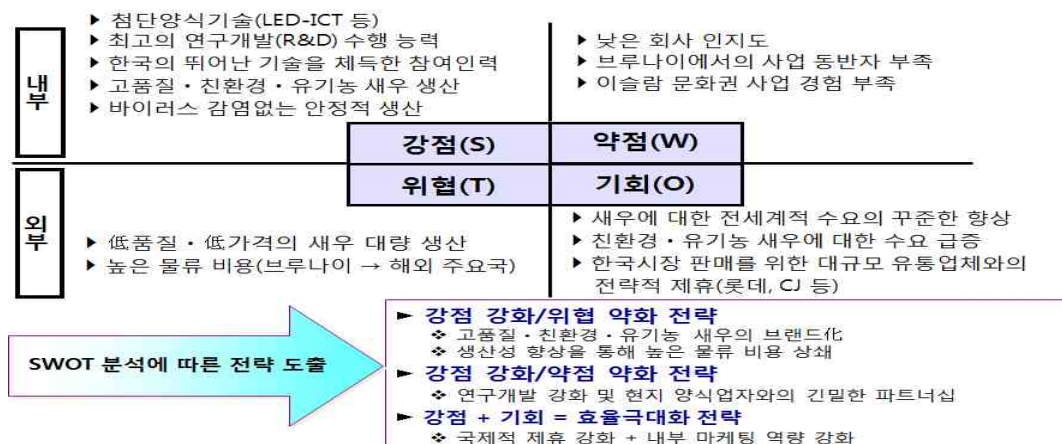 내부
▶ 첨단양식기술(LED-ICT 등)
▶ 최고의 연구개발(R&D) 수행 능력
▶ 한국의 뛰어난 기술을 체득한 참여인력
▶ 고품질・친환경・유기농 새우 생산
▶ 바이러스 감염없는 안정적 생산
▶ 낮은 회사 인지도
▶ 브루나이에서의 사업 동반자 부족
▶ 이슬람 문화권 사업 경험 부족
강점(S)
약점(W)
위협(T)
기회(O)
외부
▶ 低품질・低가격의 새우 대량 생산
▶ 높은 물류 비용(브루나이 → 해외 주요국)
▶ 새우에 대한 전세계적 수요의 꾸준한 향상
▶ 친환경・유기농 새우에 대한 수요 급증
▶ 한국시장 판매를 위한 대규모 유통업체와의
전략적 제휴(롯데, CJ 등)
SWOT 분석에 따른 전략 도출
► 강점 강화/위협 약화 전략
❖ 고품질・친환경・유기농 새우의 브랜드化
❖ 생산성 향상을 통해 높은 물류 비용 상쇄
► 강점 강화/약점 약화 전략
❖ 연구개발 강화 및 현지 양식업자와의 긴밀한 파트너십
► 강점 + 기회 = 효율극대화 전략
❖ 국제적 제휴 강화 + 내부 마케팅 역량 강화